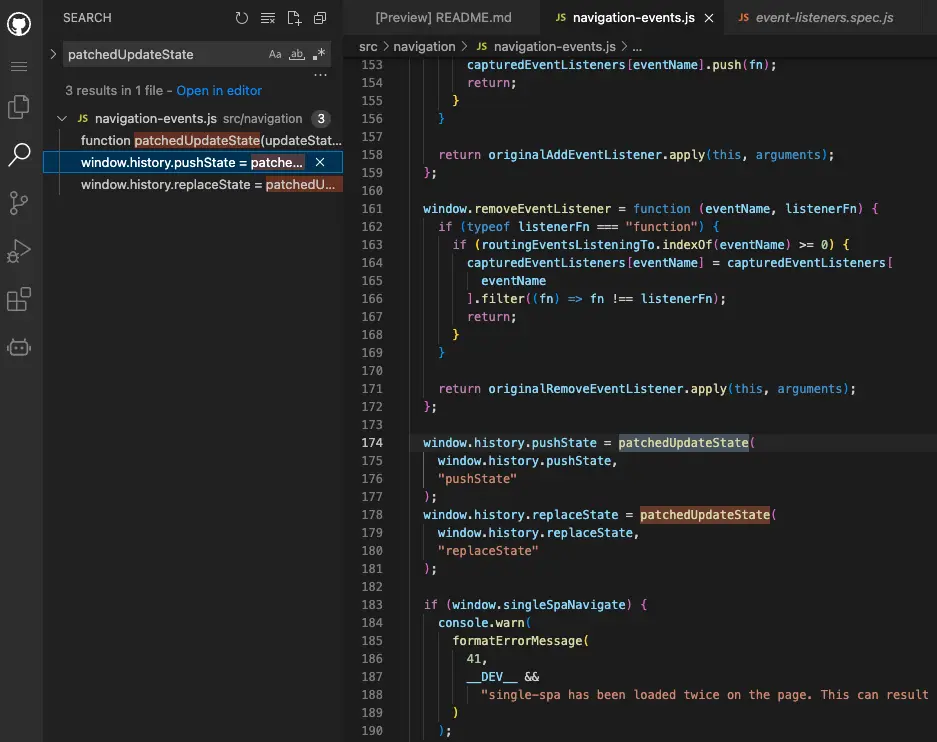 SEARCH
patchedUpdateState
Aa
ab
3 results in 1 file - Open in editor
JS navigation-events.js src/navigation 3
function patchedUpdateState(updateStat...
window.history.pushState = patche...
window.history.replaceState = patchedU...
[Preview] README.md
JS navigation-events.js
JS event-listeners.spec.js
src > navigation > JS navigation-events.js > ...
153 capturedEventListeners[eventName].push(fn);
154 return;
155 }
156 }
157
158 return originalAddEventListener.apply(this, arguments);
159 };
160
161 window.removeEventListener = function (eventName, listenerFn) {
162 if (typeof listenerFn === "function") {
163 if (routingEventsListeningTo.indexOf(eventName) >= 0) {
164 capturedEventListeners[eventName] = capturedEventListeners[
165 eventName
166 ].filter((fn) => fn !== listenerFn);
167 return;
168 }
169 }
170
171 return originalRemoveEventListener.apply(this, arguments);
172 };
173
174 window.history.pushState = patchedUpdateState(
175 window.history.pushState,
176 "pushState"
177 );
178 window.history.replaceState = patchedUpdateState(
179 window.history.replaceState,
180 "replaceState"
181 );
182
183 if (window.singleSpaNavigate) {
184 console.warn(
185 formatErrorMessage(
186 41,
187 __DEV__ &&
188 "single-spa has been loaded twice on the page. This can result
189 )
190 );